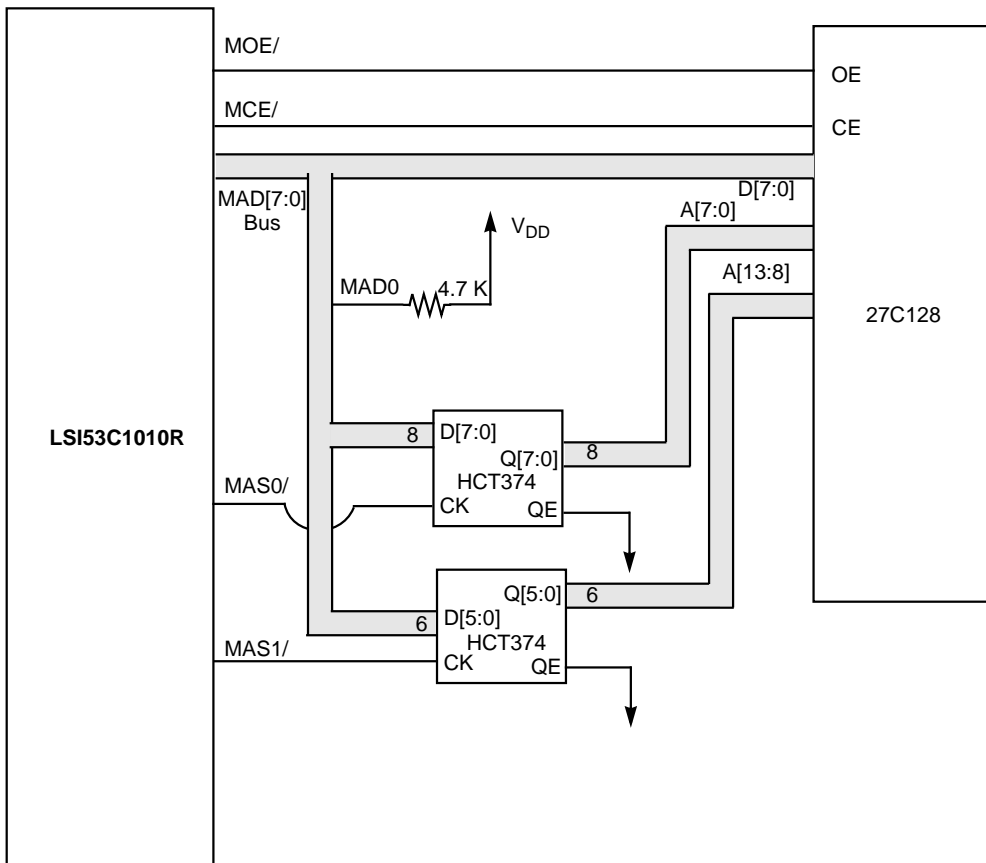 MOE/
OE
MCE/
CE
MAD[7:0]
Bus
D[7:0]
A[7:0]
V_DD
A[13:8]
MAD0
4.7 K
27C128
LSI53C1010R
8
D[7:0]
Q[7:0]
8
HCT374
MAS0/
CK
QE
Q[5:0]
6
6
D[5:0]
HCT374
MAS1/
CK
QE